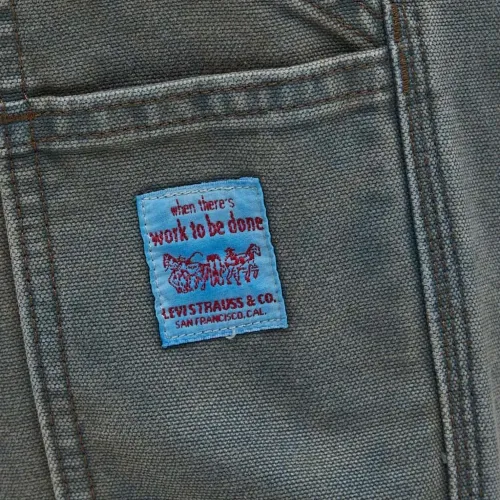 when there's
work to be done
LEVI STRAUSS & CO.
SAN FRANCISCO, CAL.